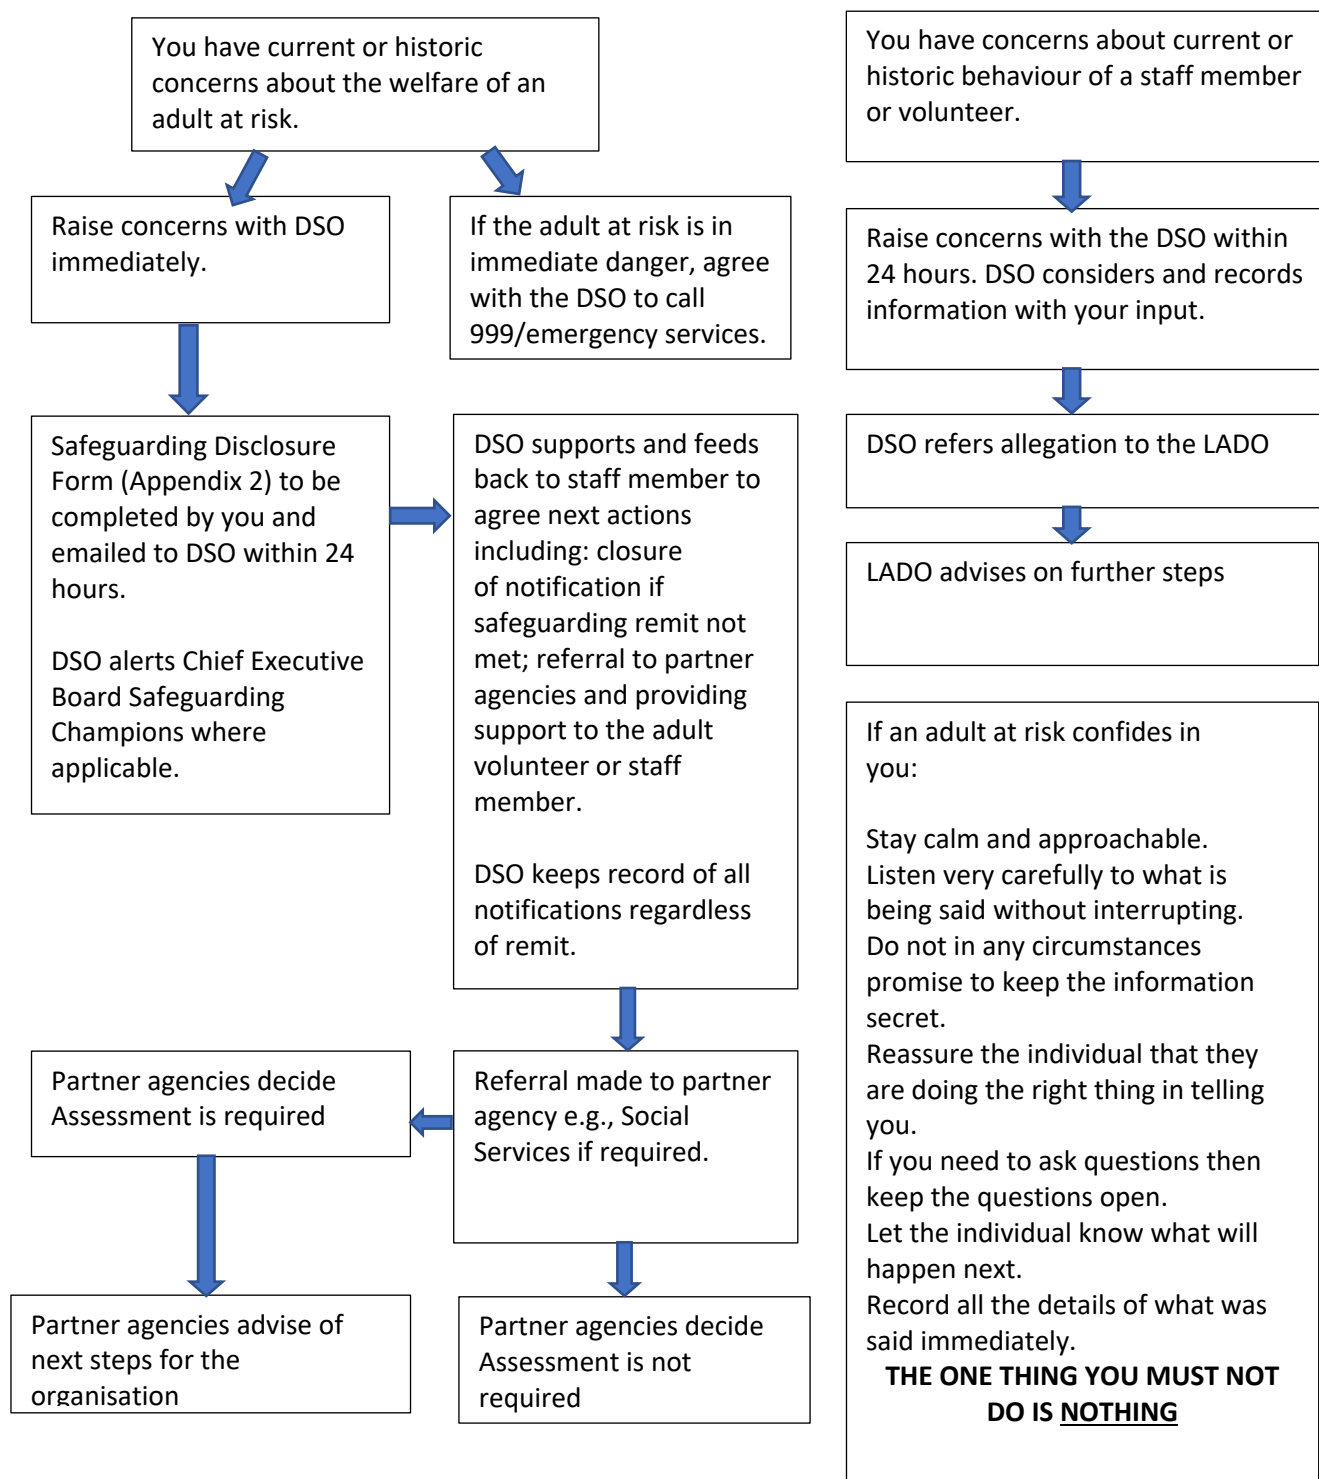 You have current or historic
concerns about the welfare of an
adult at risk.
Raise concerns with DSO
immediately.
If the adult at risk is in
immediate danger, agree
with the DSO to call
999/emergency services.
Safeguarding Disclosure
Form (Appendix 2) to be
completed by you and
emailed to DSO within 24
hours.
DSO alerts Chief Executive
Board Safeguarding
Champions where
applicable.
DSO supports and feeds
back to staff member to
agree next actions
including: closure
of notification if
safeguarding remit not
met; referral to partner
agencies and providing
support to the adult
volunteer or staff
member.
DSO keeps record of all
notifications regardless
of remit.
Partner agencies decide
Assessment is required
Referral made to partner
agency e.g., Social
Services if required.
Partner agencies advise of
next steps for the
organisation
Partner agencies decide
Assessment is not
required
You have concerns about current or
historic behaviour of a staff member
or volunteer.
Raise concerns with the DSO within
24 hours. DSO considers and records
information with your input.
DSO refers allegation to the LADO
LADO advises on further steps
If an adult at risk confides in
you:
Stay calm and approachable.
Listen very carefully to what is
being said without interrupting.
Do not in any circumstances
promise to keep the information
secret.
Reassure the individual that they
are doing the right thing in telling
you.
If you need to ask questions then
keep the questions open.
Let the individual know what will
happen next.
Record all the details of what was
said immediately.
THE ONE THING YOU MUST NOT
DO IS NOTHING